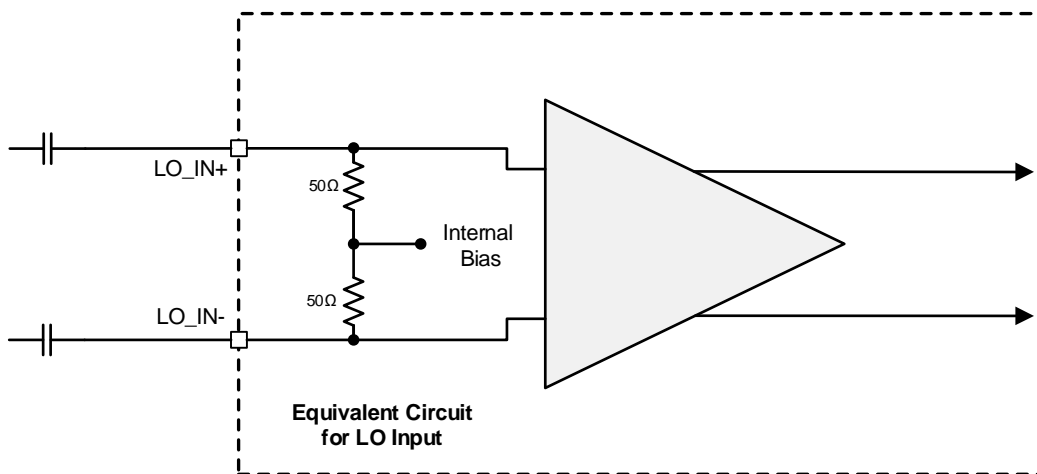 LO_IN+
50Ω
Internal
Bias
50Ω
LO_IN-
Equivalent Circuit
for LO Input